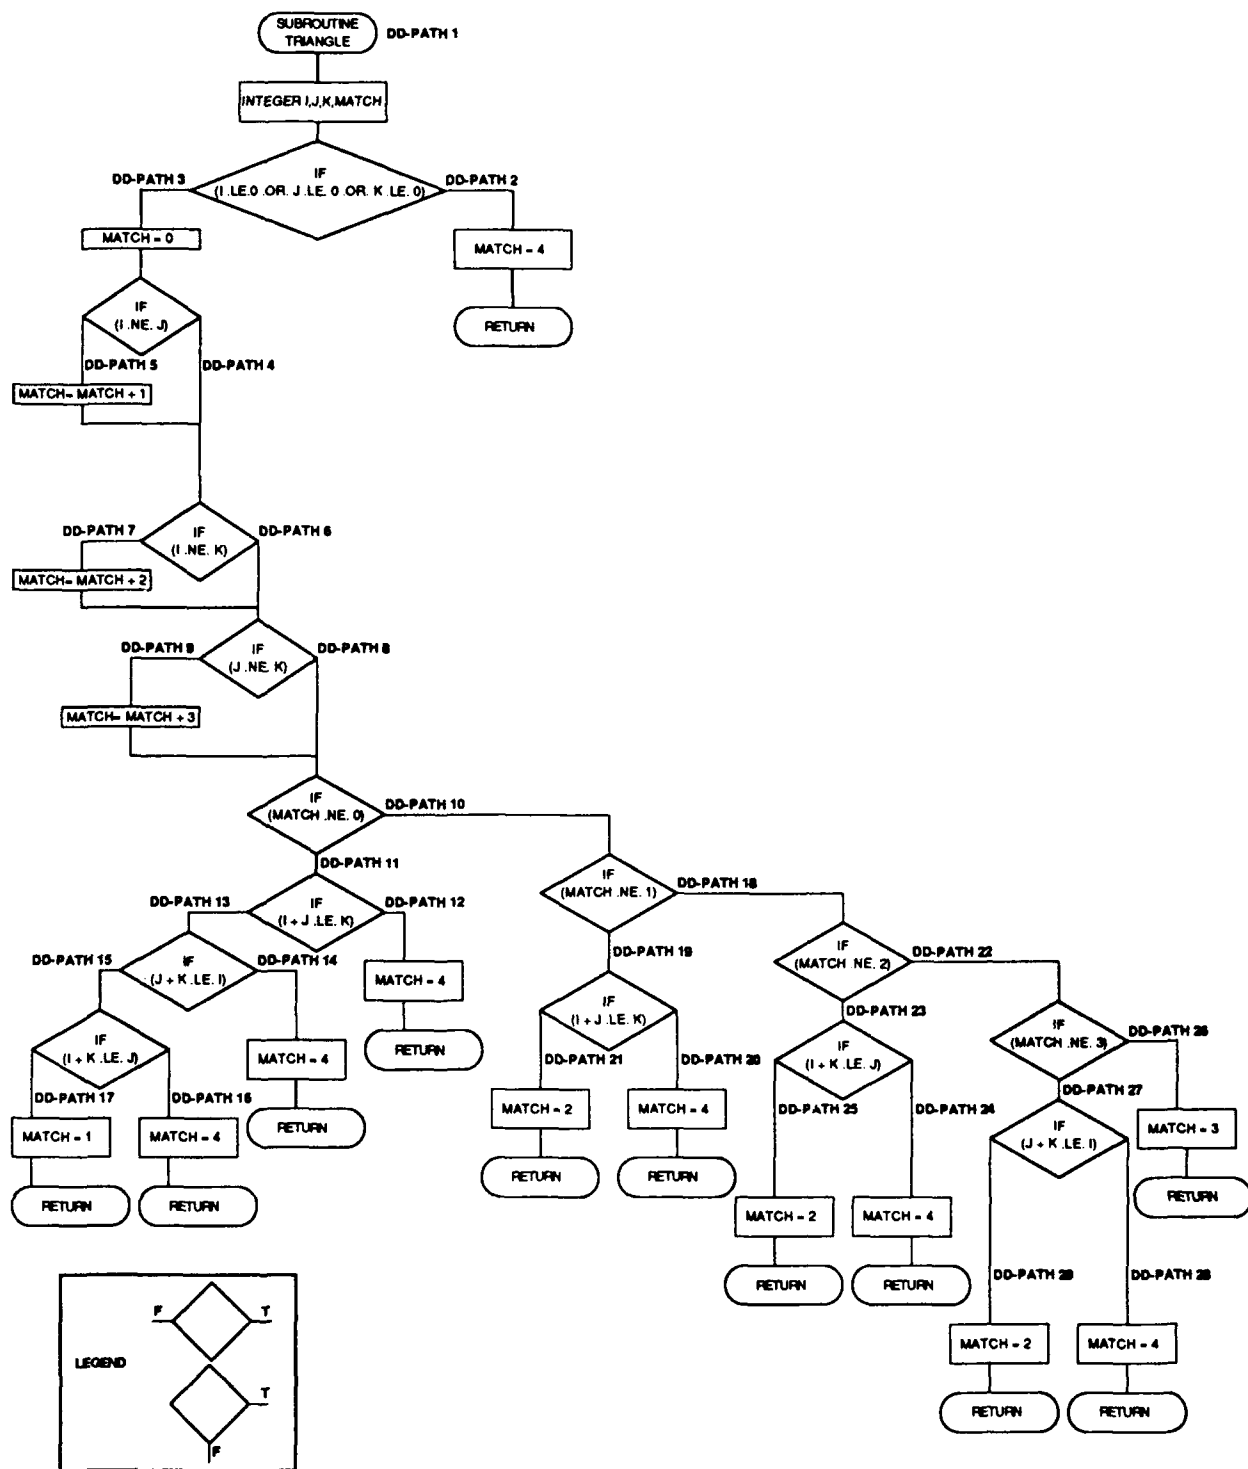 SUBROUTINE
TRIANGLE
DD-PATH 1
INTEGER I,J,K,MATCH
DD-PATH 3
IF
(I .LE.0 .OR. J .LE. 0 .OR. K .LE. 0)
DD-PATH 2
MATCH = 0
MATCH = 4
RETURN
IF
(I .NE. J)
DD-PATH 5
DD-PATH 4
MATCH= MATCH + 1
DD-PATH 7
IF
(I .NE. K)
DD-PATH 6
MATCH= MATCH + 2
DD-PATH 9
IF
(J .NE. K)
DD-PATH 8
MATCH= MATCH + 3
IF
(MATCH .NE. 0)
DD-PATH 10
DD-PATH 11
DD-PATH 13
IF
(I + J .LE. K)
DD-PATH 12
IF
(MATCH .NE. 1)
DD-PATH 18
DD-PATH 15
IF
(J + K .LE. I)
DD-PATH 14
MATCH = 4
RETURN
DD-PATH 19
IF
(MATCH .NE. 2)
DD-PATH 22
IF
(I + K .LE. J)
MATCH = 4
RETURN
IF
(I + J .LE. K)
DD-PATH 21
DD-PATH 20
DD-PATH 23
IF
(I + K .LE. J)
IF
(MATCH .NE. 3)
DD-PATH 26
DD-PATH 17
DD-PATH 16
MATCH = 1
MATCH = 4
RETURN
RETURN
MATCH = 2
MATCH = 4
RETURN
RETURN
DD-PATH 25
DD-PATH 24
DD-PATH 27
IF
(J + K .LE. I)
MATCH = 3
RETURN
MATCH = 2
MATCH = 4
RETURN
RETURN
DD-PATH 29
DD-PATH 28
MATCH = 2
MATCH = 4
RETURN
RETURN
LEGEND
F
T
T
F